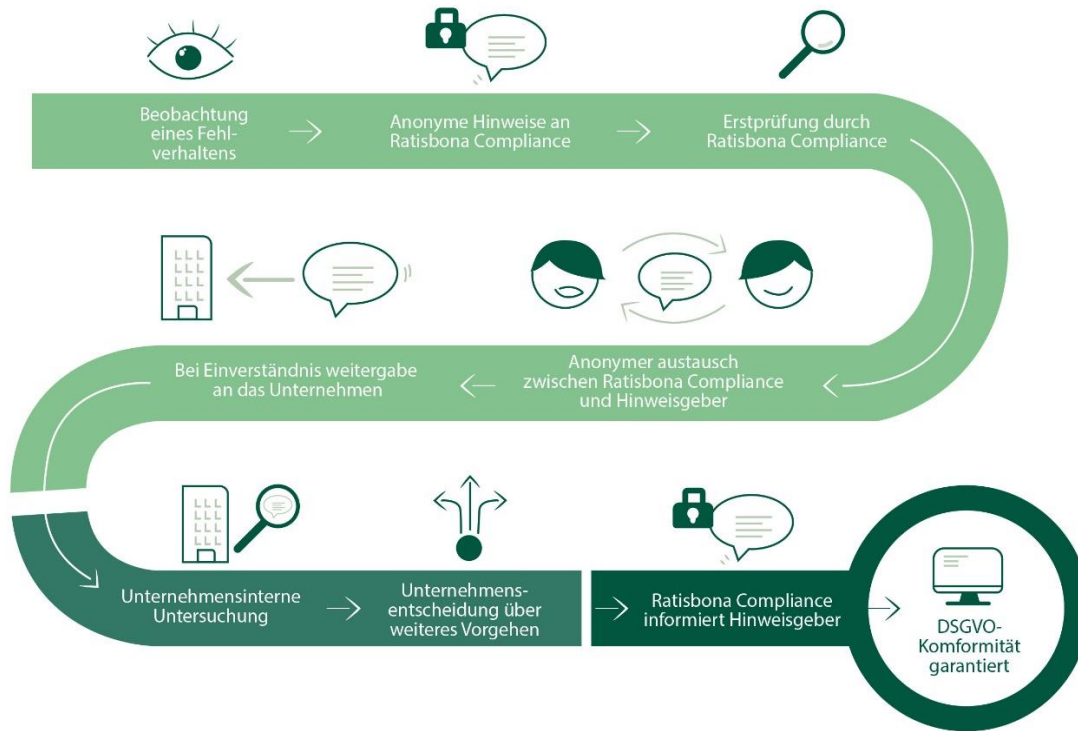 Beobachtung
eines Fehl-
verhaltens
Anonyme Hinweise an
Ratisbona Compliance
Erstprüfung durch
Ratisbona Compliance
Anonymer austausch
zwischen Ratisbona Compliance
und Hinweisgeber
Bei Einverständnis weitergabe
an das Unternehmen
Unternehmensinterne
Untersuchung
Unternehmens-
entscheidung über
weiteres Vorgehen
Ratisbona Compliance
informiert Hinweisgeber
DSGVO-
Komformität
garantiert